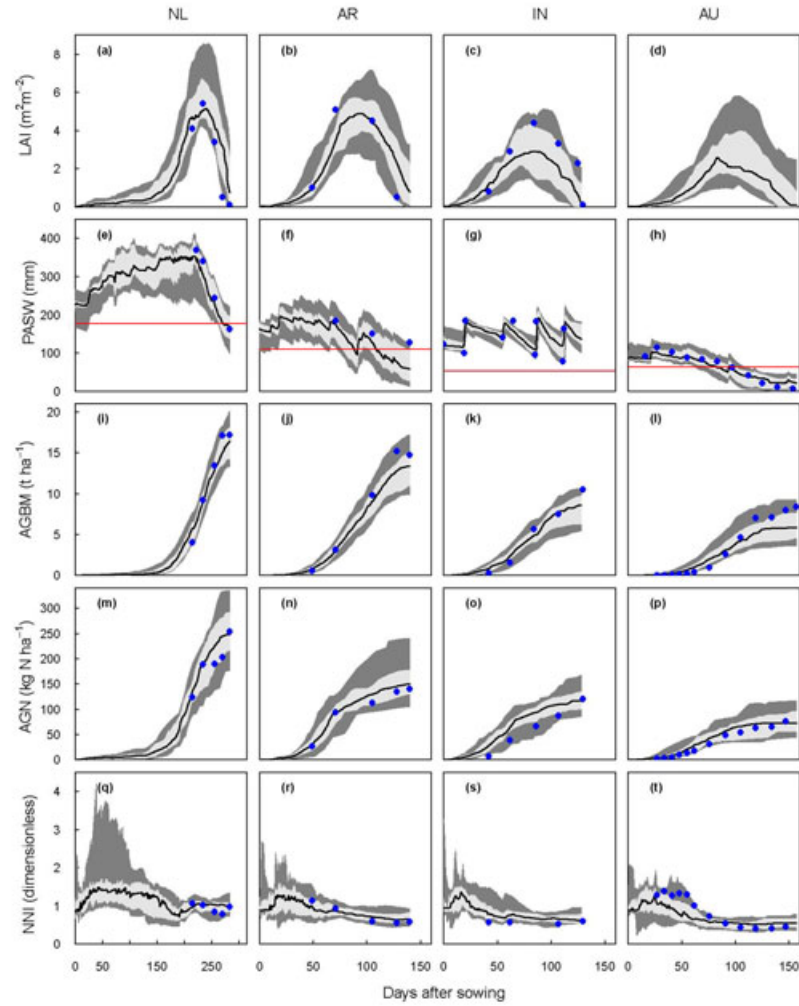 NL AR IN AU
(a) (b) (c) (d)
LAI (m²m⁻²)
8
6
4
2
0
(e) (f) (g) (h)
PASW (mm)
400
300
200
100
0
(i) (j) (k) (l)
AGBM (t ha⁻¹)
20
15
10
5
0
(m) (n) (o) (p)
AGN (kg N ha⁻¹)
300
250
200
150
100
50
0
(q) (r) (s) (t)
NNI (dimensionless)
4
3
2
1
0
0 50 150 250 0 50 100 150 0 50 100 150 0 50 100 150
Days after sowing